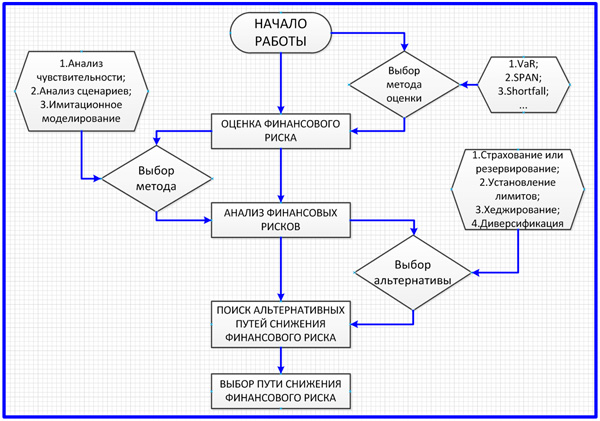 НАЧАЛО
РАБОТЫ
1.Анализ
чувствительности;
2.Анализ сценариев;
3.Имитационное
моделирование
Выбор
метода
оценки
1.VaR;
2.SPAN;
3.Shortfall;
...
ОЦЕНКА ФИНАНСОВОГО
РИСКА
Выбор
метода
1.Страхование или
резервирование;
2.Установление
лимитов;
3.Хеджирование;
4.Диверсификация
АНАЛИЗ ФИНАНСОВЫХ
РИСКОВ
Выбор
альтернативы
ПОИСК АЛЬТЕРНАТИВНЫХ
ПУТЕЙ СНИЖЕНИЯ
ФИНАНСОВОГО РИСКА
ВЫБОР ПУТИ СНИЖЕНИЯ
ФИНАНСОВОГО РИСКА